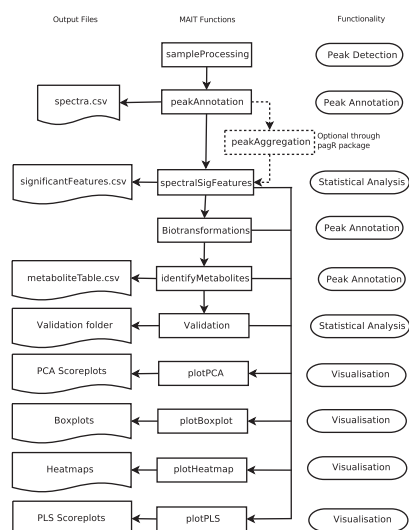 Output Files MAIT Functions Functionality
sampleProcessing Peak Detection
spectra.csv peakAnnotation Peak Annotation
peakAggregation Optional through
pagR package
significantFeatures.csv spectralSigFeatures Statistical Analysis
Biotransformations Peak Annotation
metaboliteTable.csv identifyMetabolites Peak Annotation
Validation folder Validation Statistical Analysis
PCA Scoreplots plotPCA Visualisation
Boxplots plotBoxplot Visualisation
Heatmaps plotHeatmap Visualisation
PLS Scoreplots plotPLS Visualisation